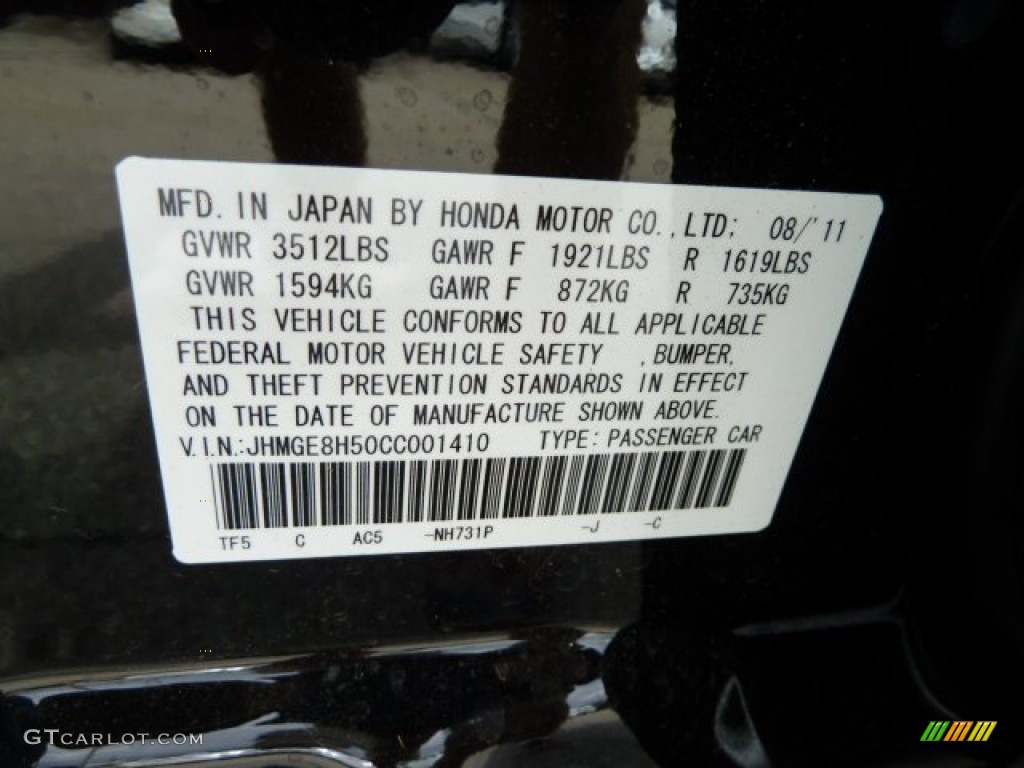 MFD. IN JAPAN BY HONDA MOTOR CO., LTD; 08/'11
GVWR 3512LBS GAWR F 1921LBS R 1619LBS
GVWR 1594KG GAWR F 872KG R 735KG
THIS VEHICLE CONFORMS TO ALL APPLICABLE
FEDERAL MOTOR VEHICLE SAFETY ,BUMPER,
AND THEFT PREVENTION STANDARDS IN EFFECT
ON THE DATE OF MANUFACTURE SHOWN ABOVE.
V.I.N.:JHMGE8H50CC001410 TYPE: PASSENGER CAR
TF5 C AC5 -NH731P -J -C
GTCARLOT.COM